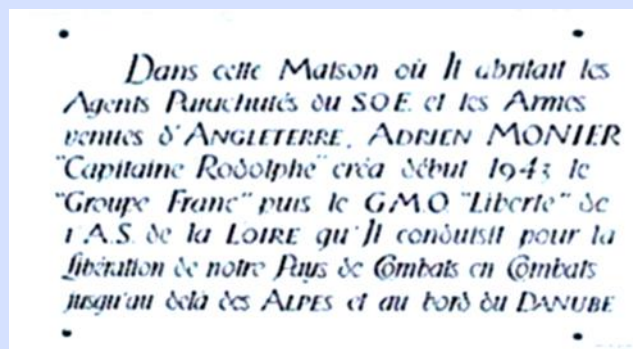 Dans cette Maison où Il abritait les
Agents Parachutés du SOE et les Armes
venues d'ANGLETERRE, ADRIEN MONIER
"Capitaine Rodolphe" créa début 1943 le
"Groupe Franc" puis le G.M.O. "Liberté" de
l'A.S. de la LOIRE qu'Il conduisit pour la
Libération de notre Pays de Combats en Combats
jusqu'au delà des ALPES et au bord du DANUBE